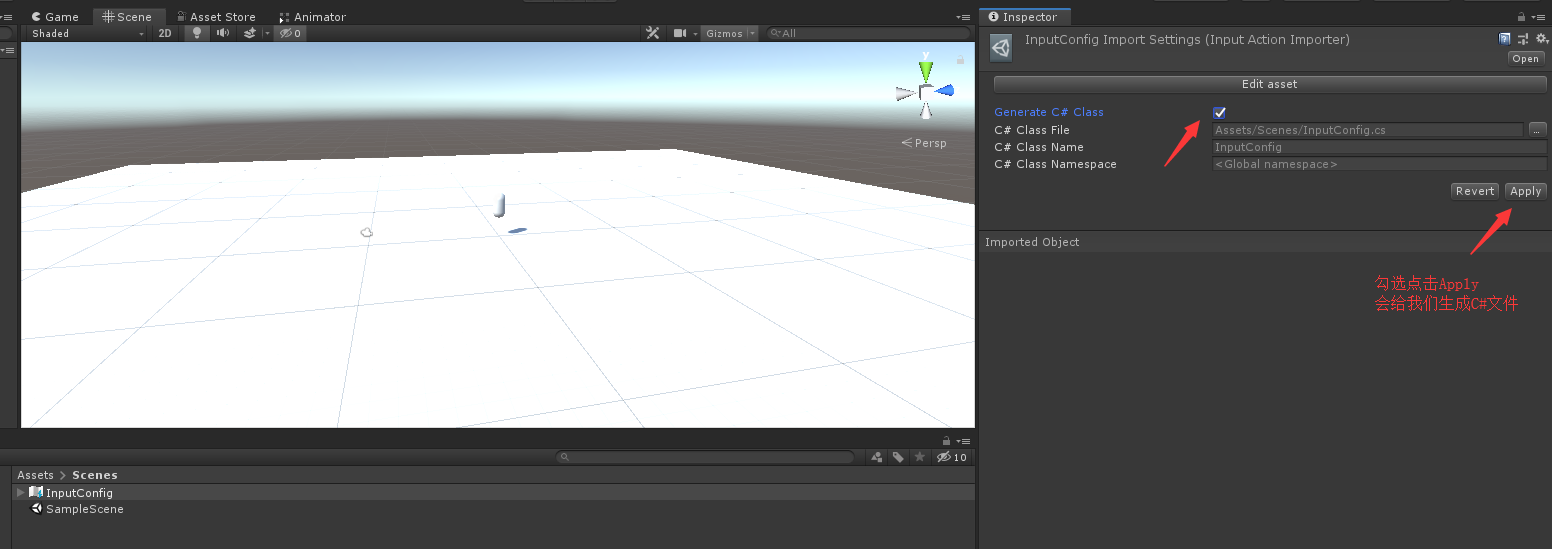 Game
Scene
Asset Store
Animator
Shaded
2D
0
Gizmos
All
y
Persp
Inspector
InputConfig Import Settings (Input Action Importer)
Open
Edit asset
Generate C# Class
C# Class File
Assets/Scenes/InputConfig.cs
...
C# Class Name
InputConfig
C# Class Namespace
<Global namespace>
Revert
Apply
Imported Object
勾选点击Apply
会给我们生成C#文件
10
Assets > Scenes
InputConfig
SampleScene